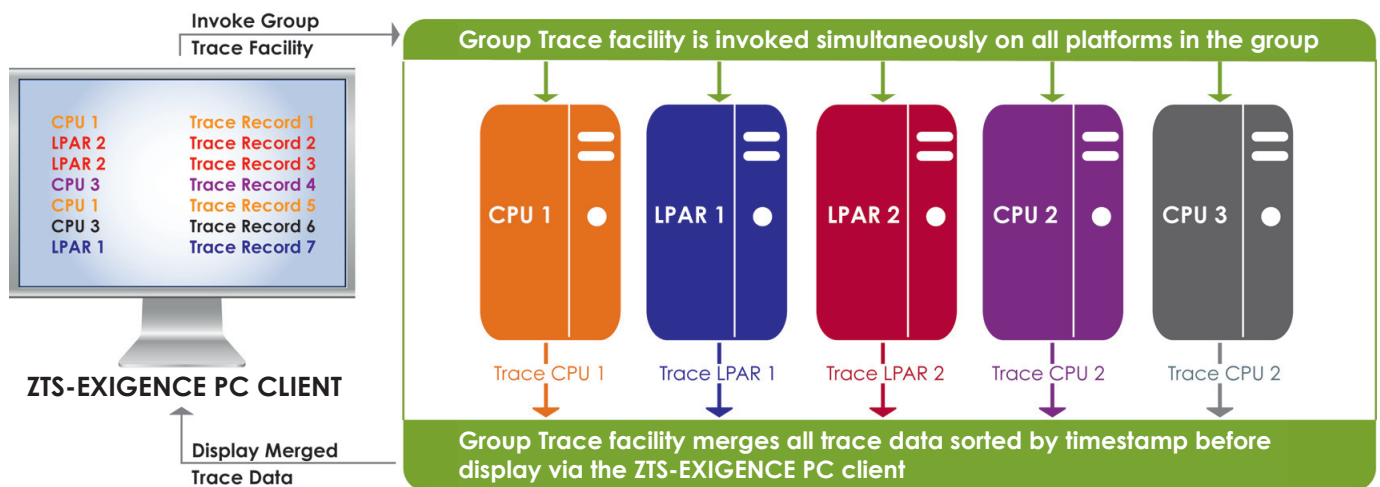 Invoke Group
Trace Facility
Group Trace facility is invoked simultaneously on all platforms in the group
CPU 1 Trace Record 1
LPAR 2 Trace Record 2
LPAR 2 Trace Record 3
CPU 3 Trace Record 4
CPU 1 Trace Record 5
CPU 3 Trace Record 6
LPAR 1 Trace Record 7
ZTS-EXIGENCE PC CLIENT
CPU 1
LPAR 1
LPAR 2
CPU 2
CPU 3
Trace CPU 1
Trace LPAR 1
Trace LPAR 2
Trace CPU 2
Trace CPU 2
Display Merged
Trace Data
Group Trace facility merges all trace data sorted by timestamp before
display via the ZTS-EXIGENCE PC client